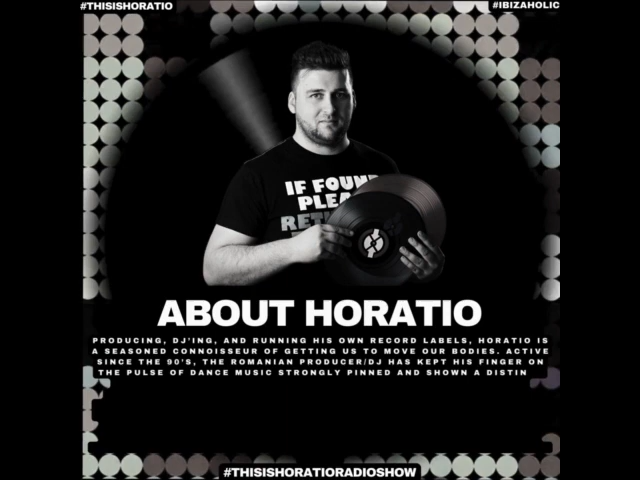 #THISISHORATIO
#IBIZAHOLIC
IF FOUND
PLEA
RET
ABOUT HORATIO
PRODUCING, DJ'ING, AND RUNNING HIS OWN RECORD LABELS, HORATIO IS
A SEASONED CONNOISSEUR OF GETTING US TO MOVE OUR BODIES. ACTIVE
SINCE THE 90'S, THE ROMANIAN PRODUCER/DJ HAS KEPT HIS FINGER ON
THE PULSE OF DANCE MUSIC STRONGLY PINNED AND SHOWN A DISTIN
#THISISHORATIORADIOSHOW